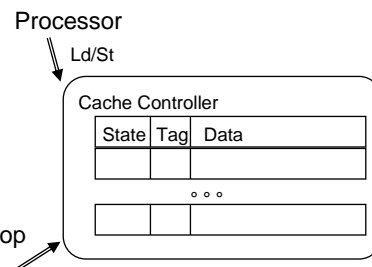 Processor
Ld/St
Cache Controller
State Tag Data
° ° °
op